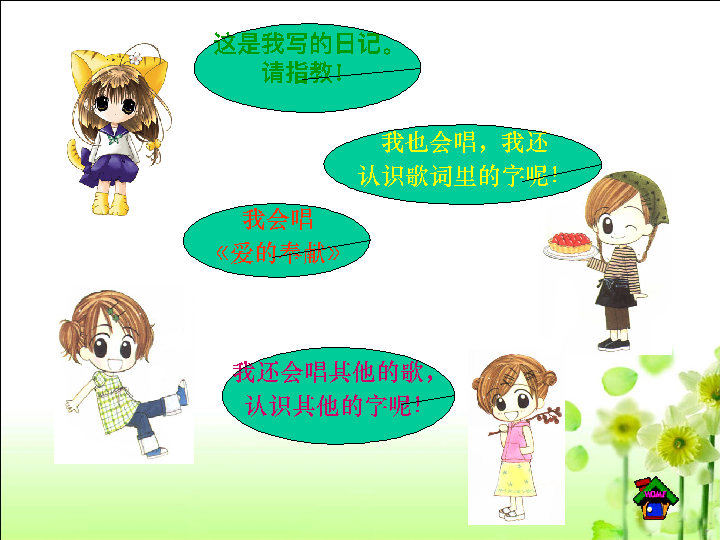 这是我写的日记。
请指教!
我也会唱，我还
认识歌词里的字呢!
我会唱
《爱的奉献》
我还会唱其他的歌，
认识其他的字呢!